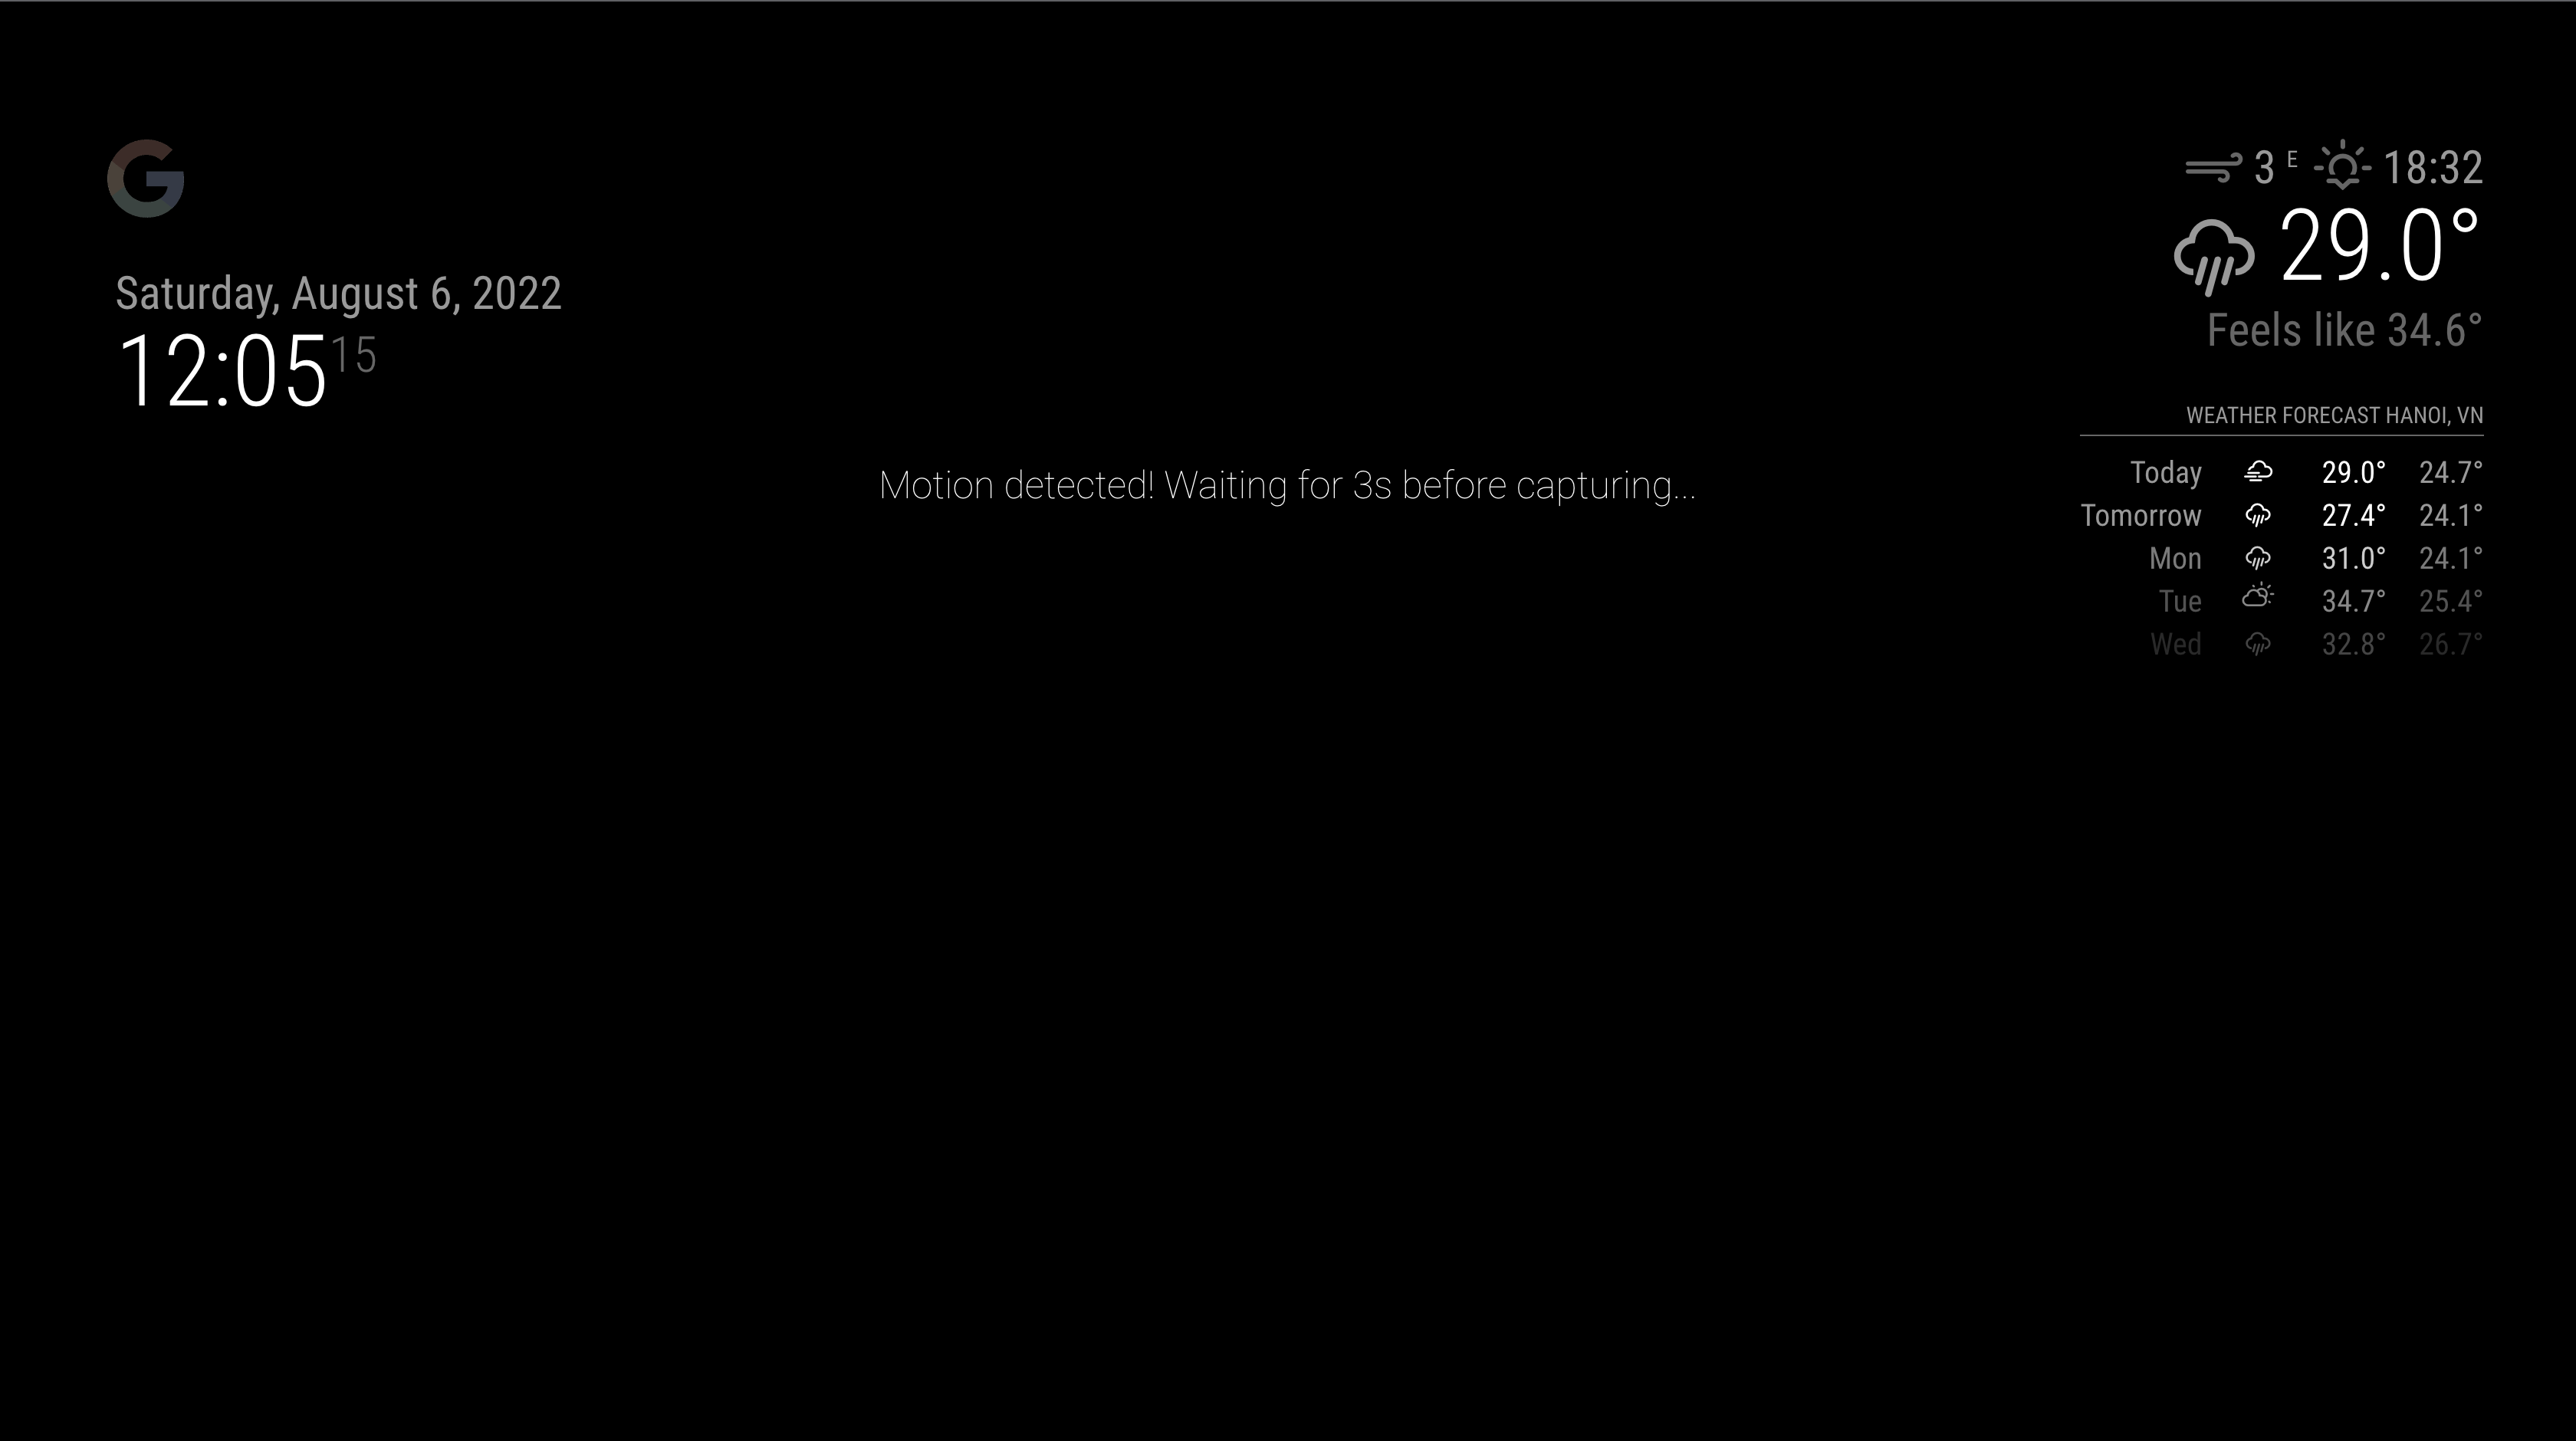 Saturday, August 6, 2022
12:05 15
3 E 18:32
29.0°
Feels like 34.6°
WEATHER FORECAST HANOI, VN
Today 29.0° 24.7°
Tomorrow 27.4° 24.1°
Mon 31.0° 24.1°
Tue 34.7° 25.4°
Wed 32.8° 26.7°
Motion detected! Waiting for 3s before capturing...